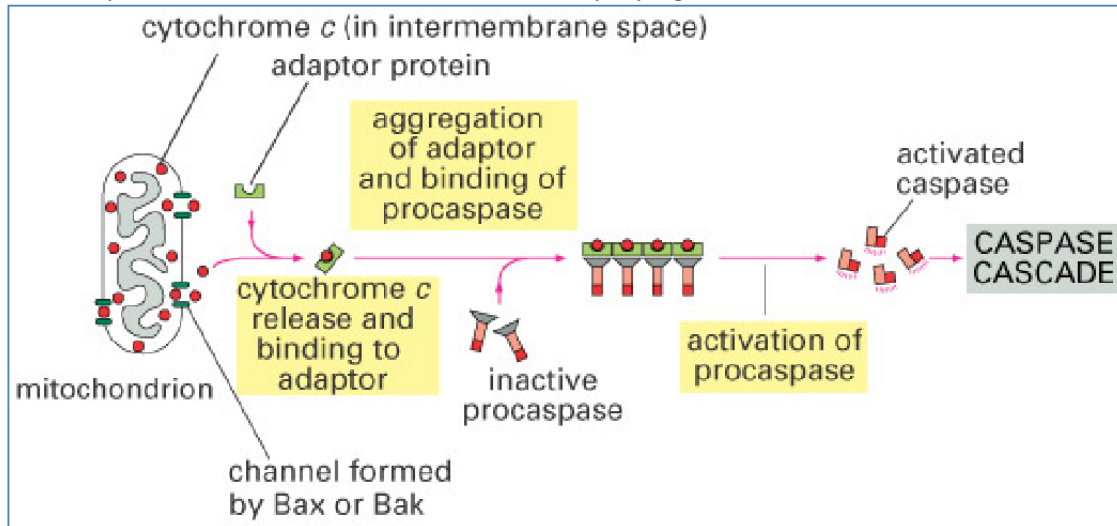 cytochrome c (in intermembrane space)
adaptor protein
aggregation
of adaptor
and binding of
procaspase
activated
caspase
CASPASE
CASCADE
cytochrome c
release and
binding to
adaptor
activation of
procaspase
inactive
procaspase
mitochondrion
channel formed
by Bax or Bak